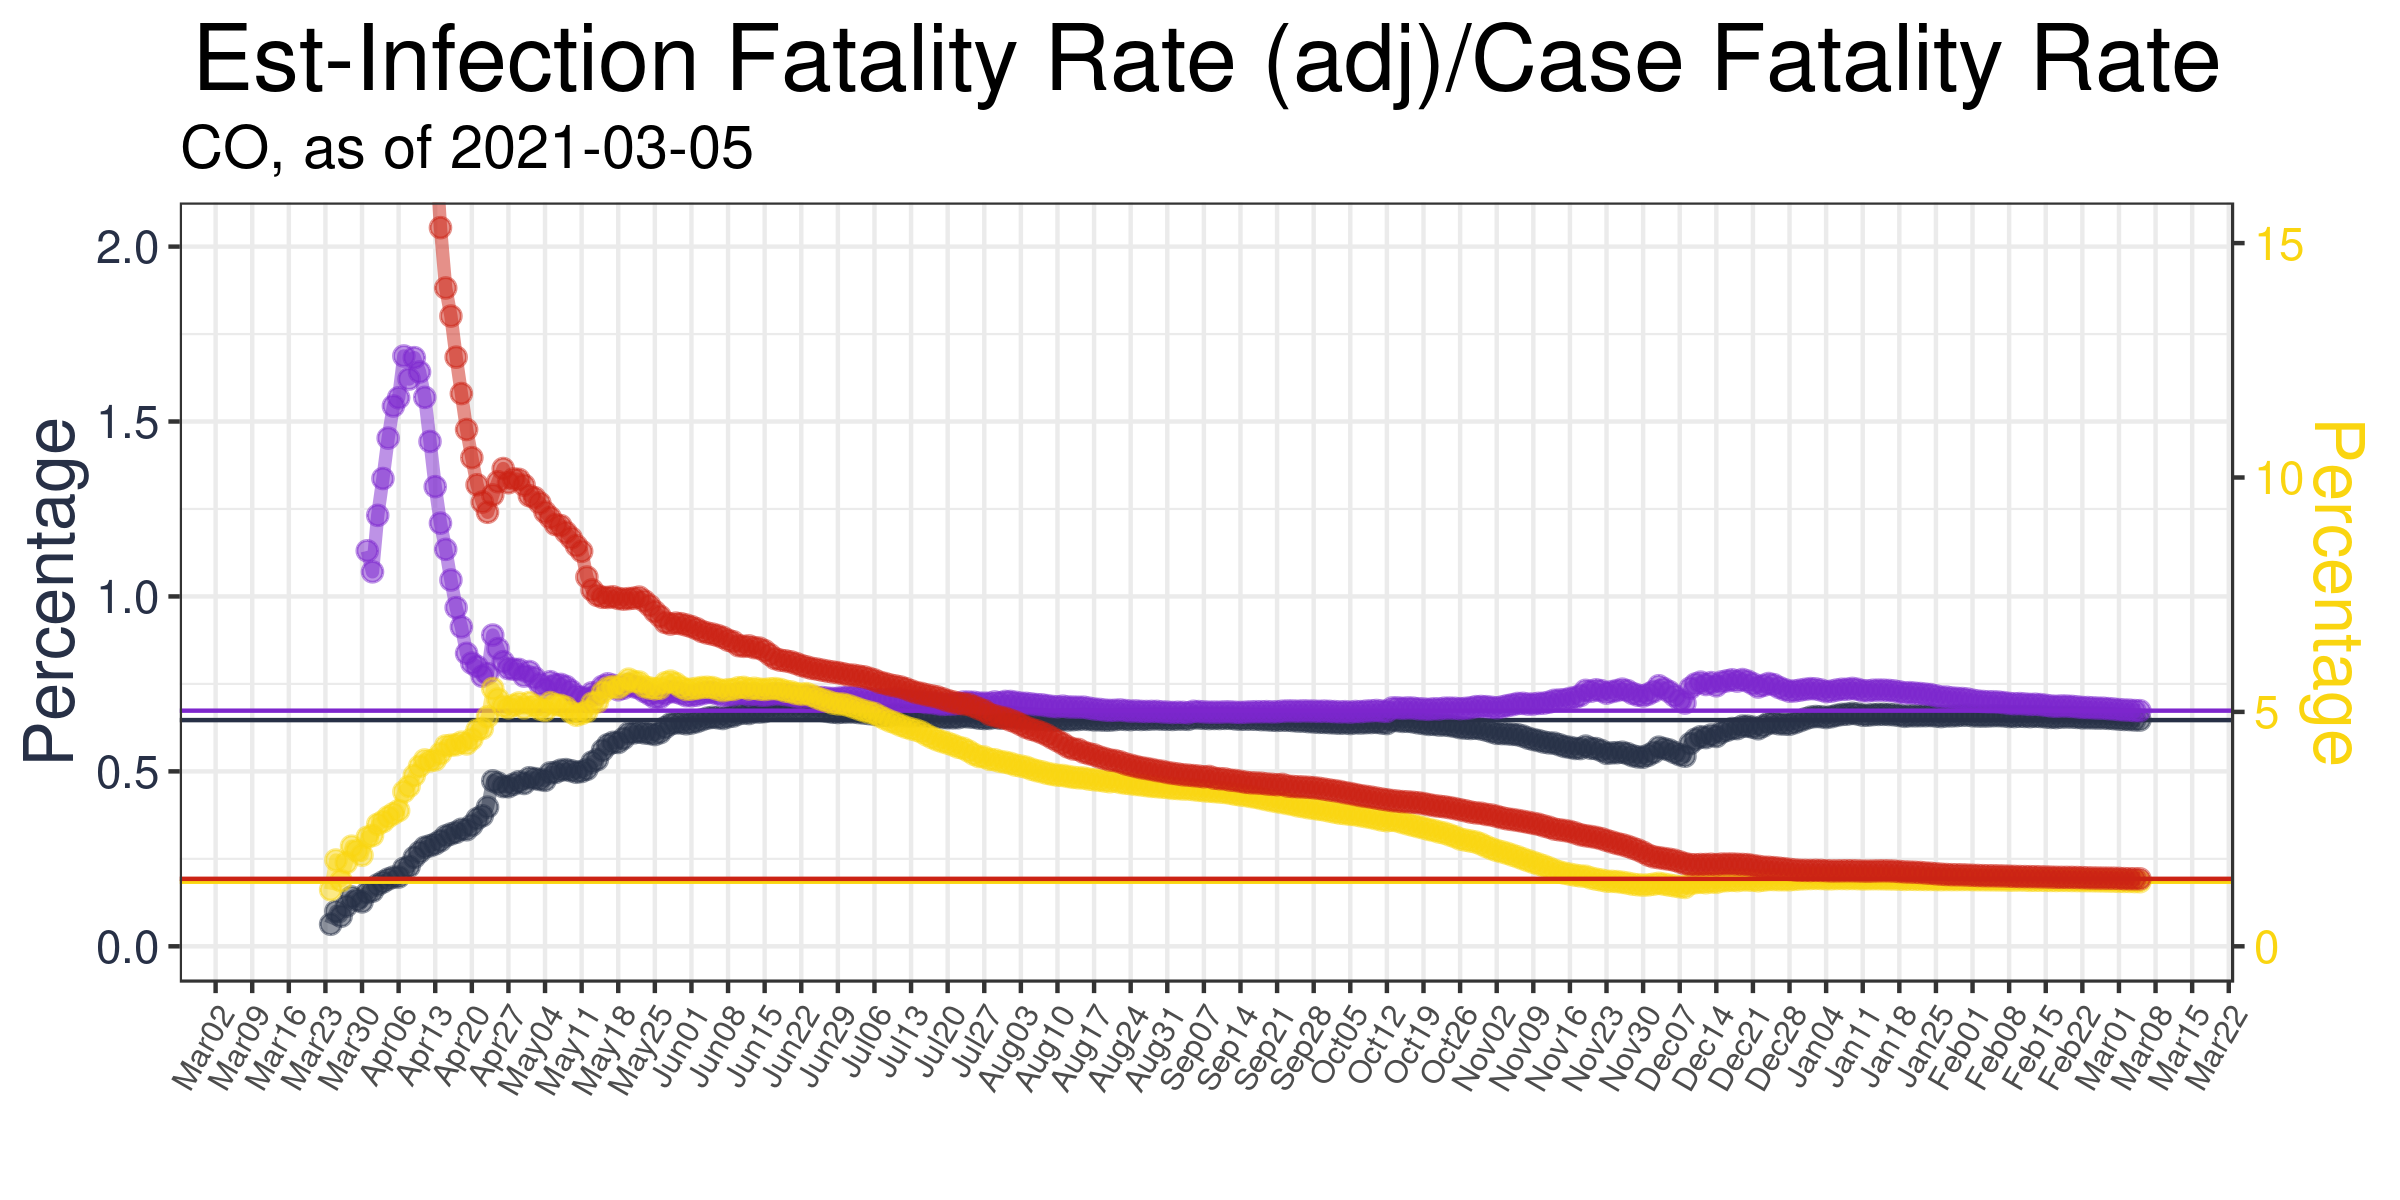 Est-Infection Fatality Rate (adj)/Case Fatality Rate
CO, as of 2021-03-05
Percentage
2.0
1.5
1.0
0.5
0.0
15
10
5
0
Percentage
Mar02
Mar09
Mar16
Mar23
Mar30
Apr06
Apr13
Apr20
Apr27
May04
May11
May18
May25
Jun01
Jun08
Jun15
Jun22
Jun29
Jul06
Jul13
Jul20
Jul27
Aug03
Aug10
Aug17
Aug24
Aug31
Sep07
Sep14
Sep21
Sep28
Oct05
Oct12
Oct19
Oct26
Nov02
Nov09
Nov16
Nov23
Nov30
Dec07
Dec14
Dec21
Dec28
Dec04
Jan11
Jan18
Jan25
Feb01
Feb08
Feb15
Feb22
Mar01
Mar08
Mar15
Mar22